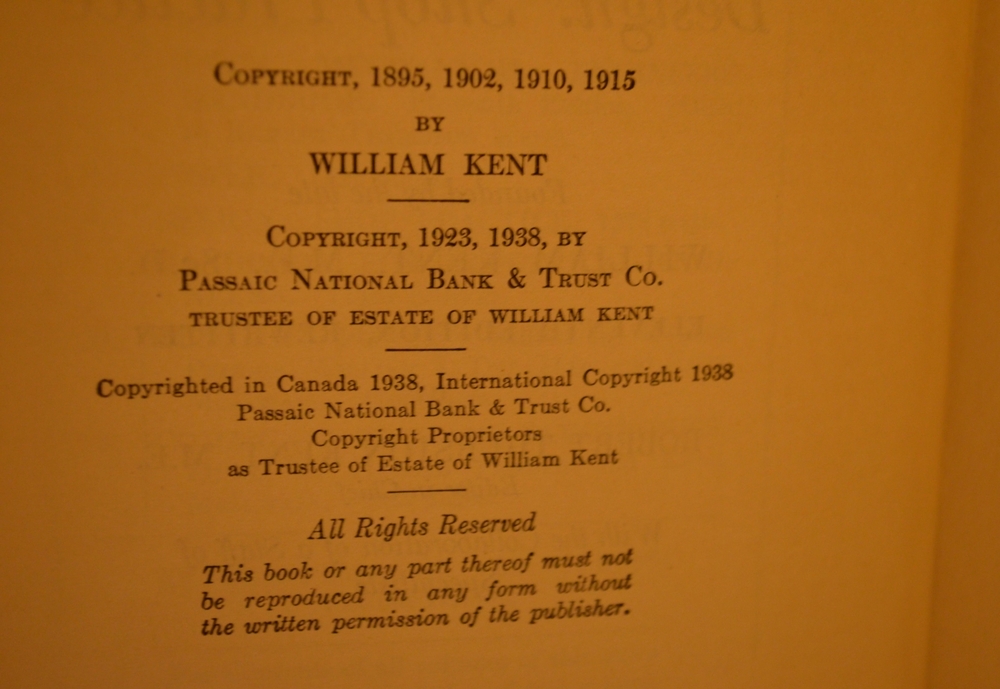 COPYRIGHT, 1895, 1902, 1910, 1915
BY
WILLIAM KENT
COPYRIGHT, 1923, 1938, BY
PASSAIC NATIONAL BANK & TRUST CO.
TRUSTEE OF ESTATE OF WILLIAM KENT
Copyrighted in Canada 1938, International Copyright 1938
Passaic National Bank & Trust Co.
Copyright Proprietors
as Trustee of Estate of William Kent
All Rights Reserved
This book or any part thereof must not
be reproduced in any form without
the written permission of the publisher.